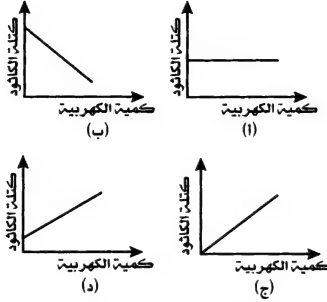 كتلة الكاثود
كمية الكهربية
(أ)
كتلة الكاثود
كمية الكهربية
(ب)
كتلة الكاثود
كمية الكهربية
(ج)
كتلة الكاثود
كمية الكهربية
(د)